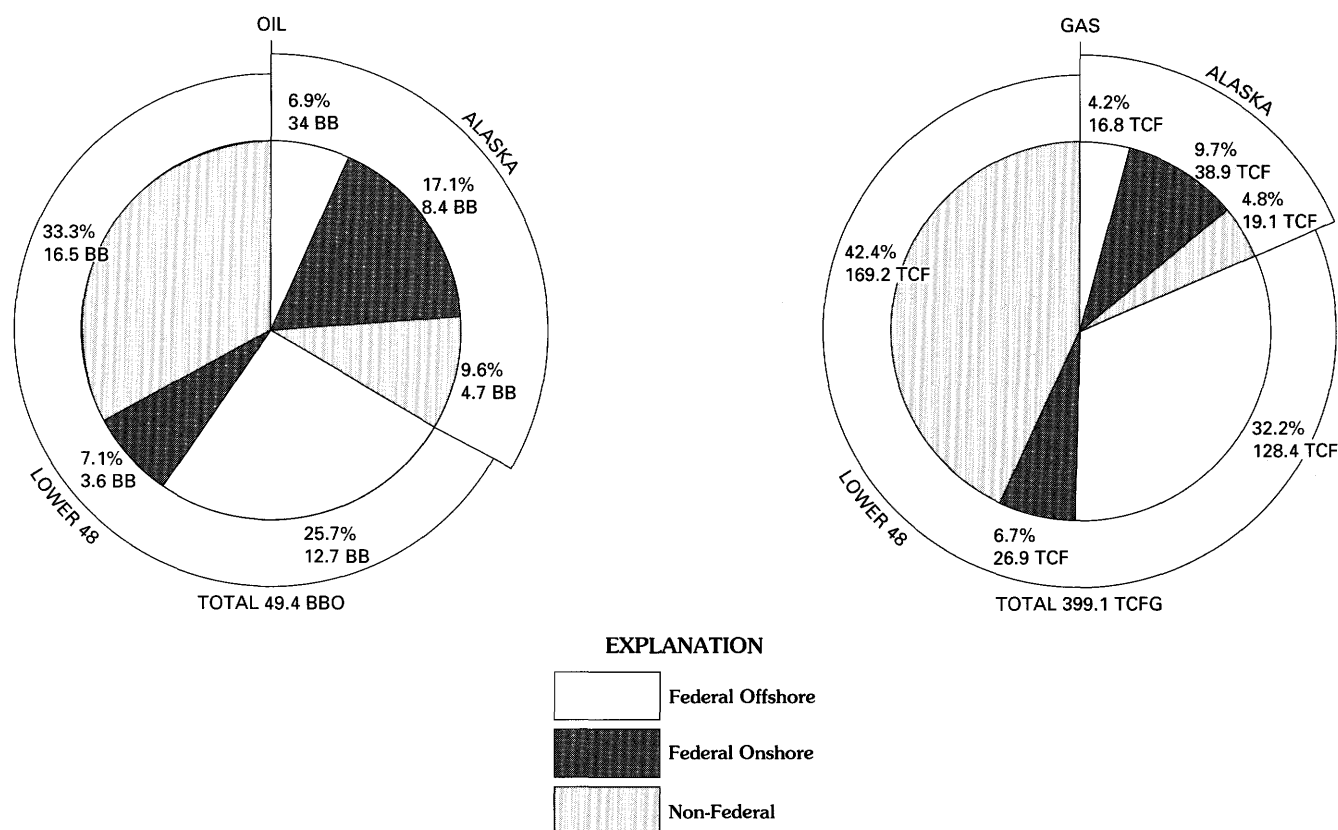 OIL
ALASKA
6.9%
34 BB
17.1%
8.4 BB
9.6%
4.7 BB
25.7%
12.7 BB
7.1%
3.6 BB
33.3%
16.5 BB
LOWER 48
TOTAL 49.4 BBO
GAS
ALASKA
4.2%
16.8 TCF
9.7%
38.9 TCF
4.8%
19.1 TCF
32.2%
128.4 TCF
6.7%
26.9 TCF
42.4%
169.2 TCF
LOWER 48
TOTAL 399.1 TCFG
EXPLANATION
Federal Offshore
Federal Onshore
Non-Federal